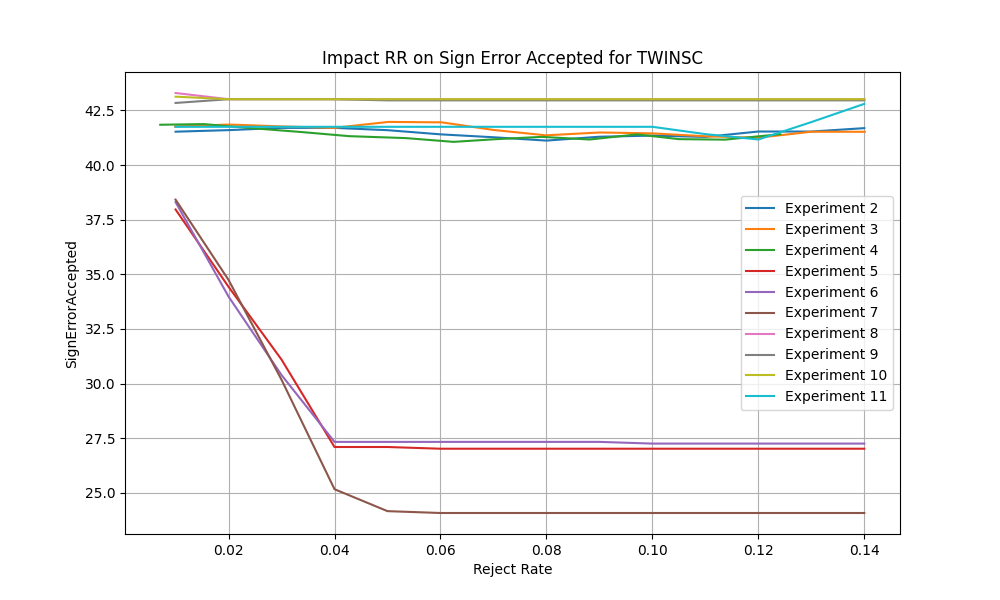 Impact RR on Sign Error Accepted for TWINSC
SignErrorAccepted
42.5
40.0
37.5
35.0
32.5
30.0
27.5
25.0
Experiment 2
Experiment 3
Experiment 4
Experiment 5
Experiment 6
Experiment 7
Experiment 8
Experiment 9
Experiment 10
Experiment 11
0.02 0.04 0.06 0.08 0.10 0.12 0.14
Reject Rate